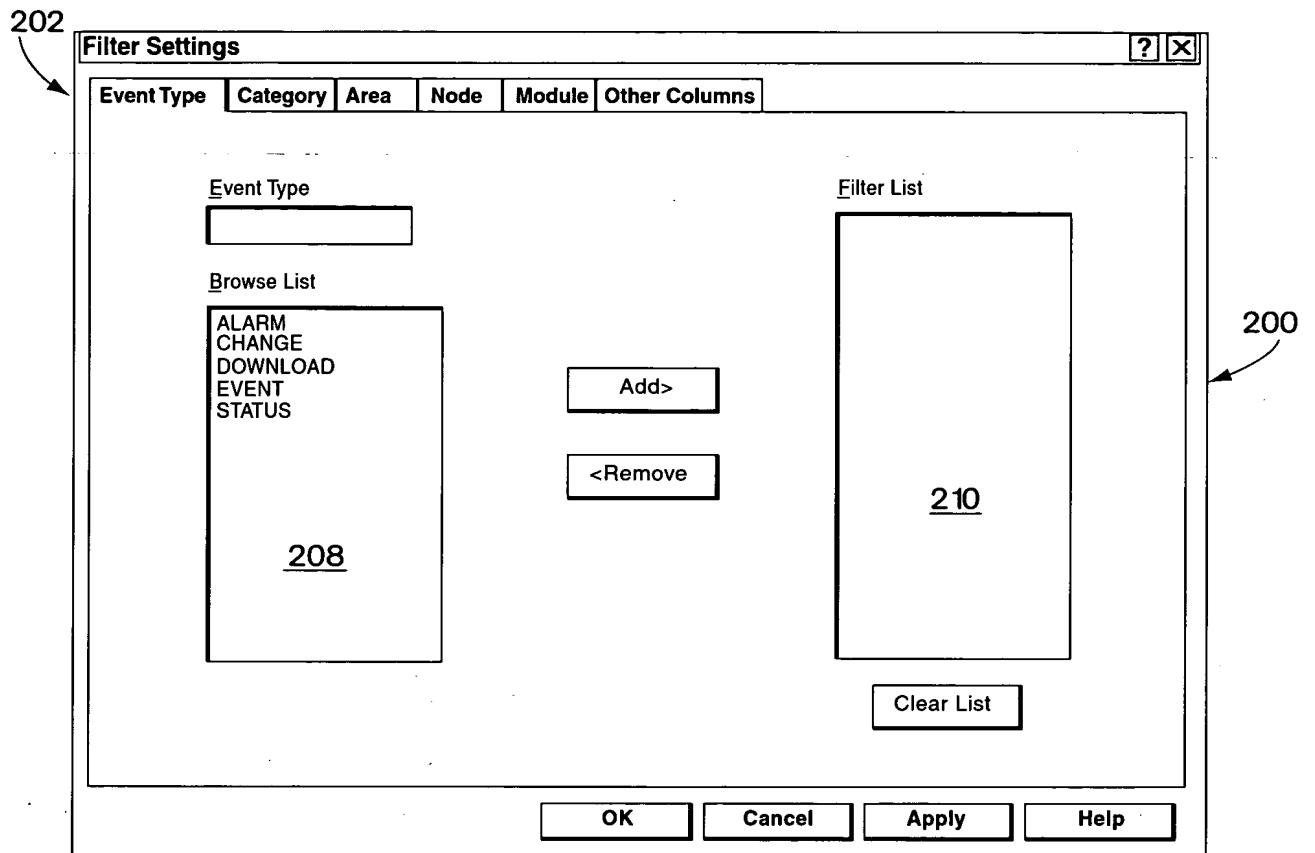 202
Filter Settings
? X
Event Type Category Area Node Module Other Columns
Event Type
Filter List
Browse List
ALARM
CHANGE
DOWNLOAD
EVENT
STATUS
200
Add>
<Remove
210
208
Clear List
OK Cancel Apply Help